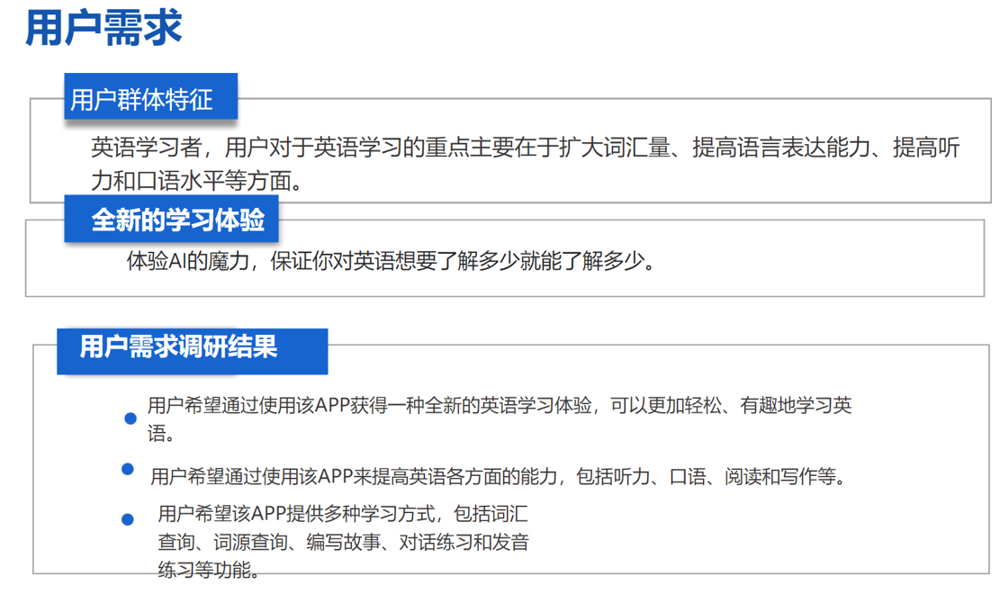 用户需求
用户群体特征
英语学习者，用户对于英语学习的重点主要在于扩大词汇量、提高语言表达能力、提高听
力和口语水平等方面。
全新的学习体验
体验AI的魔力，保证你对英语想要了解多少就能了解多少。
用户需求调研结果
用户希望通过使用该APP获得一种全新的英语学习体验，可以更加轻松、有趣地学习英
语。
用户希望通过使用该APP来提高英语各方面的能力，包括听力、口语、阅读和写作等。
用户希望该APP提供多种学习方式，包括词汇
查询、词源查询、编写故事、对话练习和发音
练习等功能。